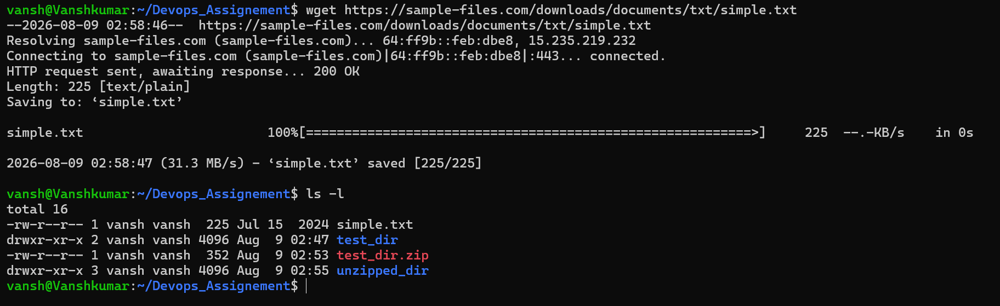 vansh@Vanshkumar:~/Devops_Assignement$ wget https://sample-files.com/downloads/documents/txt/simple.txt
--2026-08-09 02:58:46--  https://sample-files.com/downloads/documents/txt/simple.txt
Resolving sample-files.com (sample-files.com)... 64:ff9b::feb:dbe8, 15.235.219.232
Connecting to sample-files.com (sample-files.com)|64:ff9b::feb:dbe8|:443... connected.
HTTP request sent, awaiting response... 200 OK
Length: 225 [text/plain]
Saving to: ‘simple.txt’
simple.txt                        100%[==========================================================>]     225  --.-KB/s    in 0s
2026-08-09 02:58:47 (31.3 MB/s) - ‘simple.txt’ saved [225/225]
vansh@Vanshkumar:~/Devops_Assignement$ ls -l
total 16
-rw-r--r-- 1 vansh vansh  225 Jul 15  2024 simple.txt
drwxr-xr-x 2 vansh vansh 4096 Aug  9 02:47 test_dir
-rw-r--r-- 1 vansh vansh  352 Aug  9 02:53 test_dir.zip
drwxr-xr-x 3 vansh vansh 4096 Aug  9 02:55 unzipped_dir
vansh@Vanshkumar:~/Devops_Assignement$